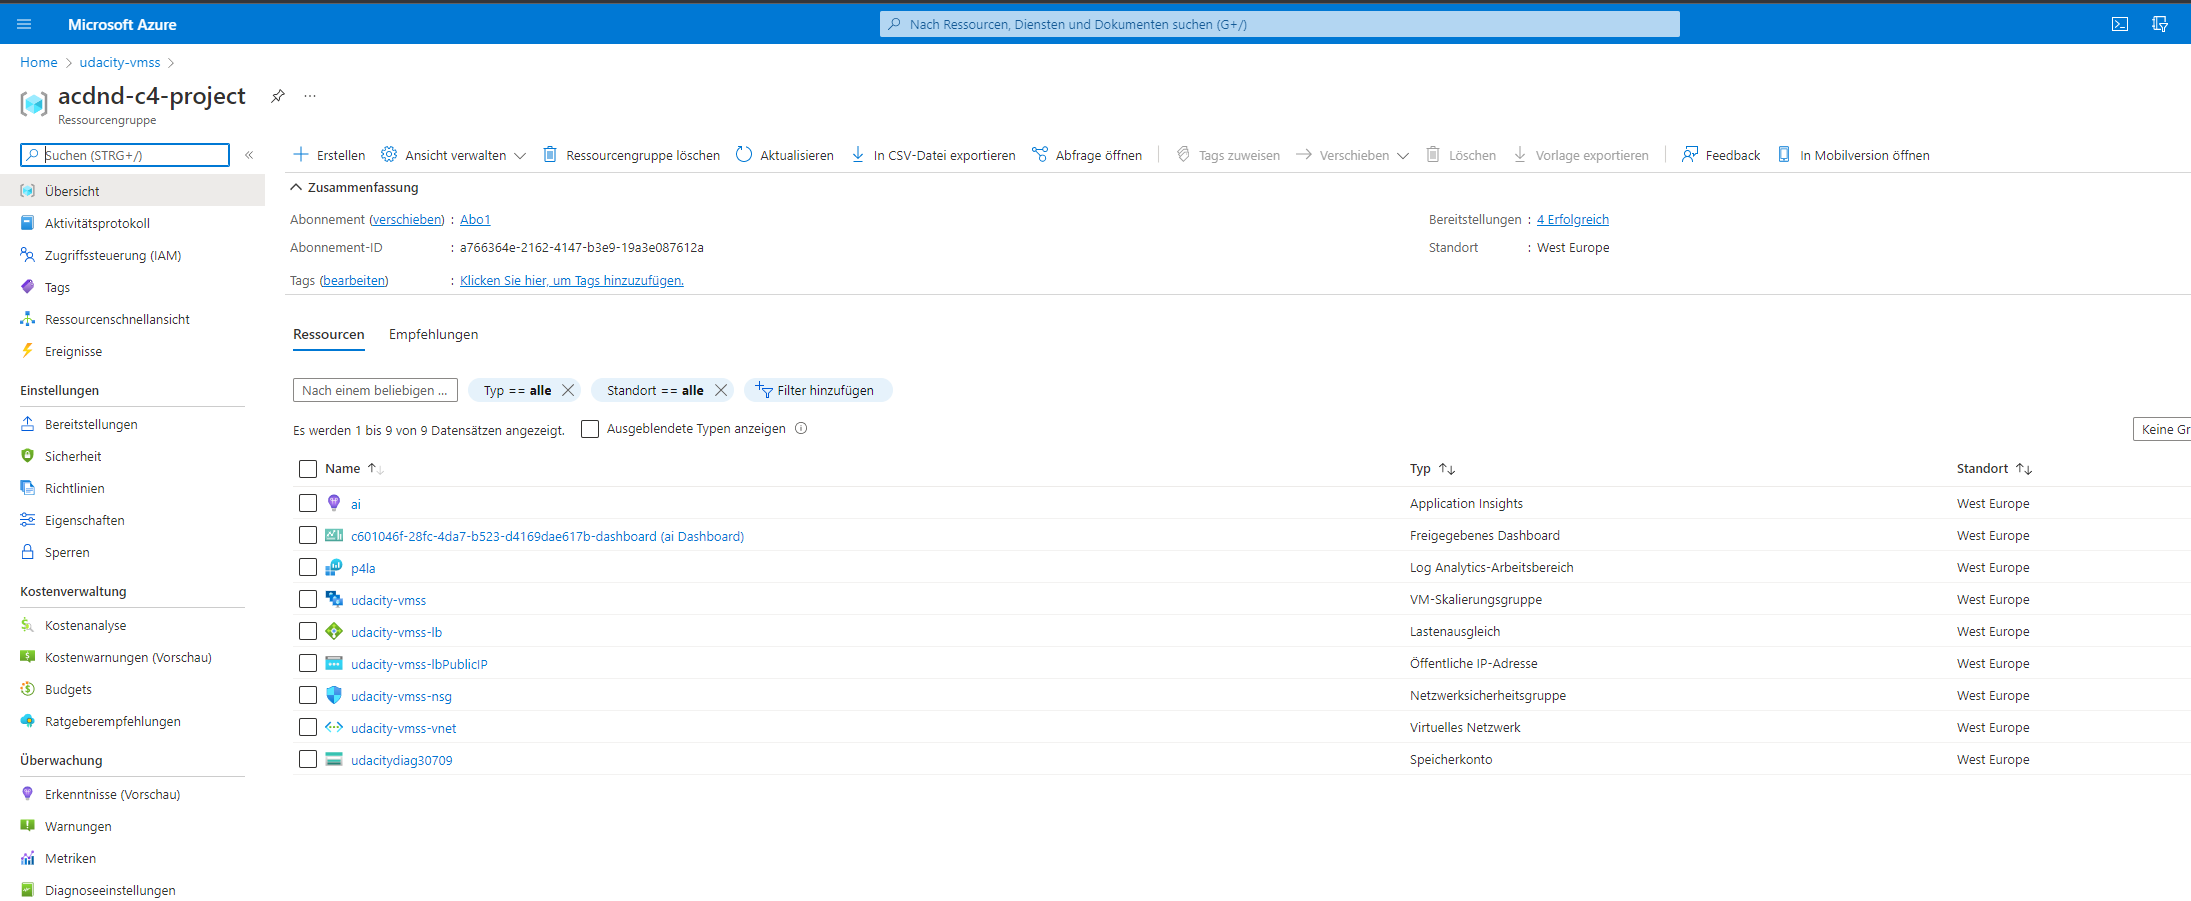 Microsoft Azure
Nach Ressourcen, Diensten und Dokumenten suchen (G+/)
Home > udacity-vmss >
acdnd-c4-project
Ressourcengruppe
Suchen (STRG+/)
Erstellen Ansicht verwalten Ressourcengruppe löschen Aktualisieren In CSV-Datei exportieren Abfrage öffnen Tags zuweisen Verschieben Löschen Vorlage exportieren Feedback In Mobilversion öffnen
Übersicht
Aktivitätsprotokoll
Zugriffssteuerung (IAM)
Tags
Ressourcenschnellansicht
Ereignisse
Einstellungen
Bereitstellungen
Sicherheit
Richtlinien
Eigenschaften
Sperren
Kostenverwaltung
Kostenanalyse
Kostenwarnungen (Vorschau)
Budgets
Ratgeberempfehlungen
Überwachung
Erkenntnisse (Vorschau)
Warnungen
Metriken
Diagnoseeinstellungen
Zusammenfassung
Abonnement (verschieben) : Abo1
Abonnement-ID : a766364e-2162-4147-b3e9-19a3e087612a
Tags (bearbeiten) : Klicken Sie hier, um Tags hinzuzufügen.
Bereitstellungen : 4 Erfolgreich
Standort : West Europe
Ressourcen Empfehlungen
Nach einem beliebigen ... Typ == alle Standort == alle Filter hinzufügen
Es werden 1 bis 9 von 9 Datensätzen angezeigt. Ausgeblendete Typen anzeigen
Keine Gr
Name Typ Standort
ai Application Insights West Europe
c601046f-28fc-4da7-b523-d4169dae617b-dashboard (ai Dashboard) Freigegebenes Dashboard West Europe
p4la Log Analytics-Arbeitsbereich West Europe
udacity-vmss VM-Skalierungsgruppe West Europe
udacity-vmss-lb Lastenausgleich West Europe
udacity-vmss-lbPublicIP Öffentliche IP-Adresse West Europe
udacity-vmss-nsg Netzwerksicherheitsgruppe West Europe
udacity-vmss-vnet Virtuelles Netzwerk West Europe
udacitydiag30709 Speicherkonto West Europe